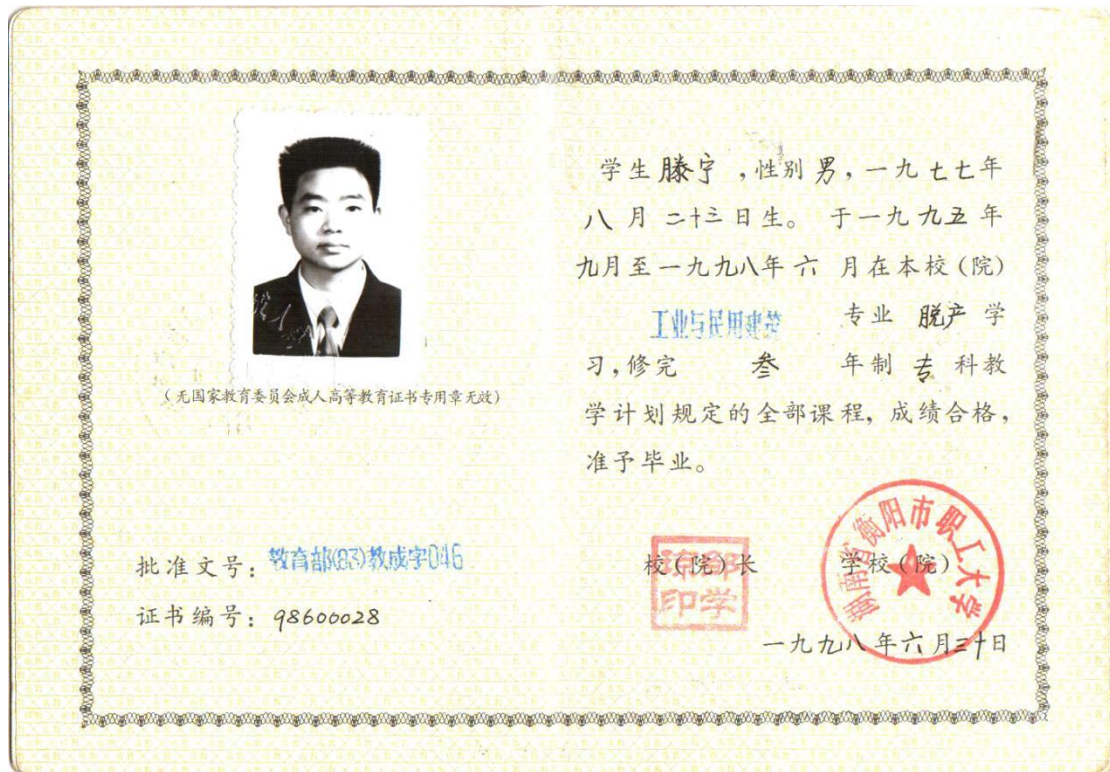 (无国家教育委员会成人高等教育证书专用章无效)
批准文号:教育部(83)教成字046
证书编号:98600028
学生滕宇,性别男,一九七七年
八月二十三日生。于一九九五年
九月至一九九八年六月在本校(院)
工业与民用建筑 专业 脱产 学
习,修完 叁 年制 专 科教
学计划规定的全部课程,成绩合格,
准予毕业。
校(院)长 学校(院)
湖南省衡阳市职工大学
一九九八年六月三十日